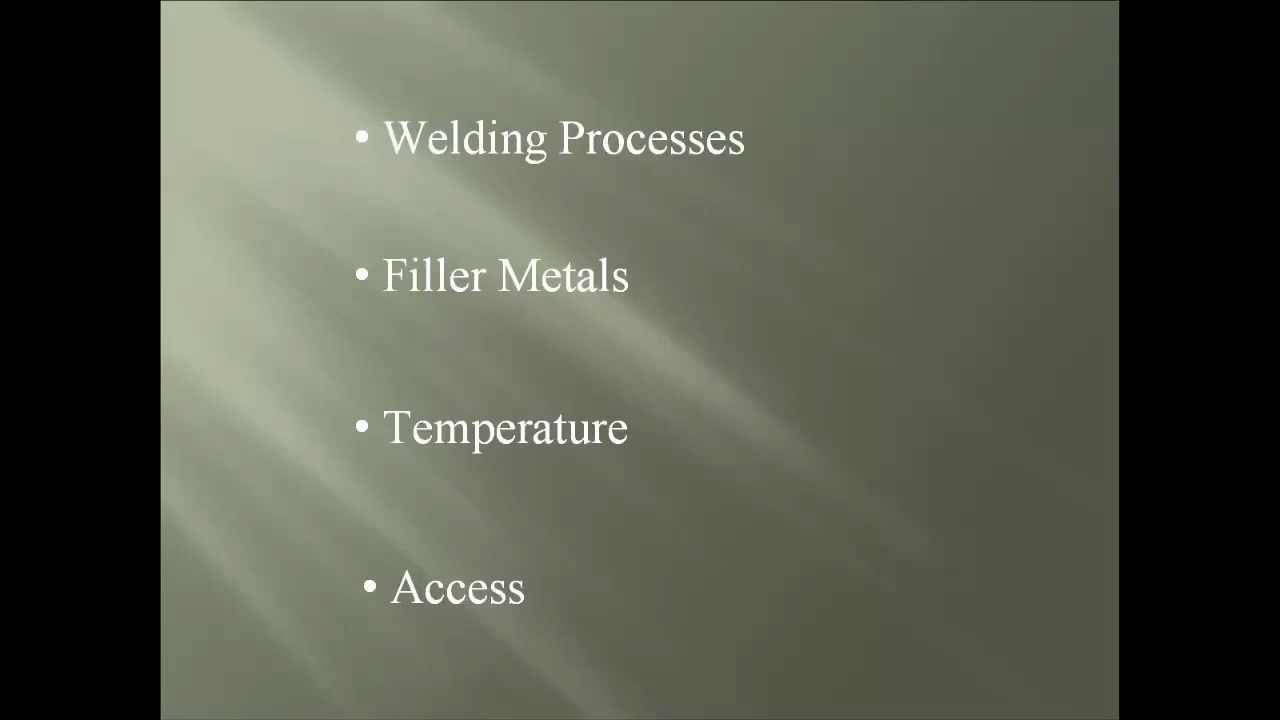 • Welding Processes
• Filler Metals
• Temperature
• Access